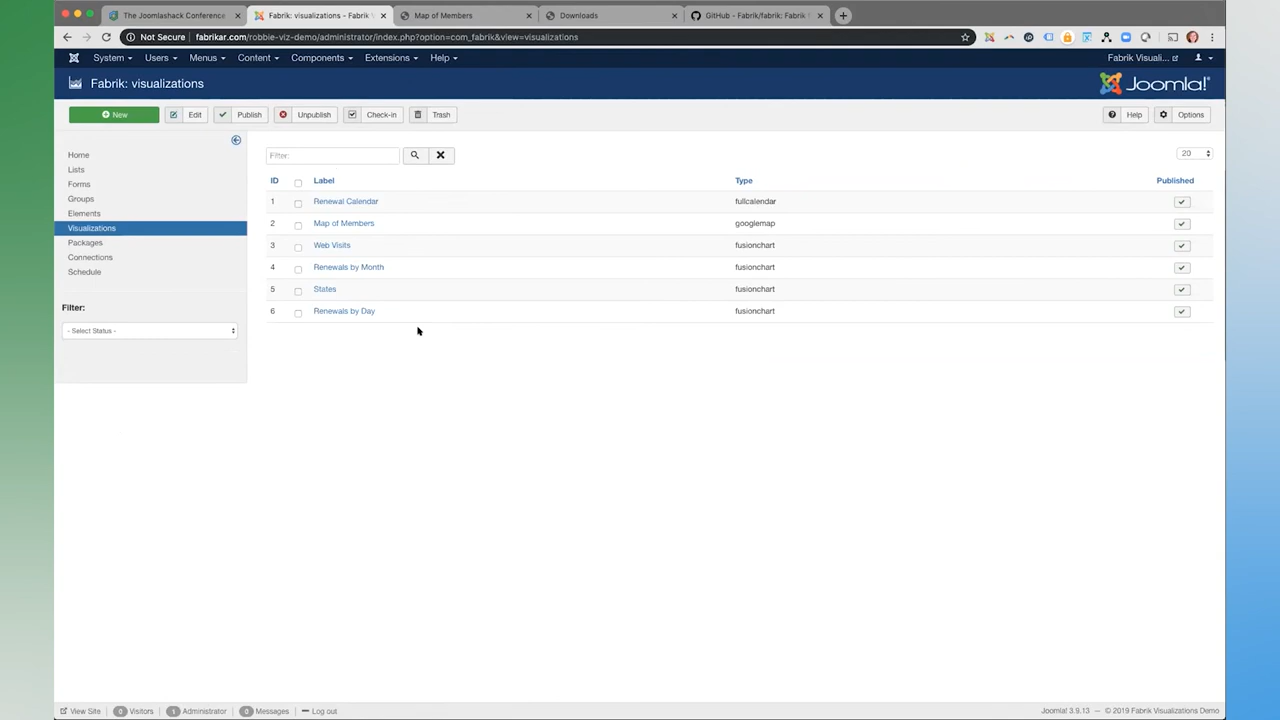 The Joomlashack Conference
Fabrik: visualizations – Fabrik
Map of Members
Downloads
GitHub - Fabrik/fabrik: Fabrik
Not Secure
fabrikar.com/robbie-viz-demo/administrator/index.php?option=com_fabrik&view=visualizations
System Users Menus Content Components Extensions Help Fabrik Visuali...
Fabrik: visualizations Joomla!®
New Edit Publish Unpublish Check-in Trash Help Options
Home
Lists
Forms
Groups
Elements
Visualizations
Packages
Connections
Schedule
Filter:
- Select Status -
Filter: 20
ID Label Type Published
1 Renewal Calendar fullcalendar
2 Map of Members googlemap
3 Web Visits fusionchart
4 Renewals by Month fusionchart
5 States fusionchart
6 Renewals by Day fusionchart
View Site 0 Visitors 1 Administrator 0 Messages Log out Joomla! 3.9.13 — © 2019 Fabrik Visualizations Demo